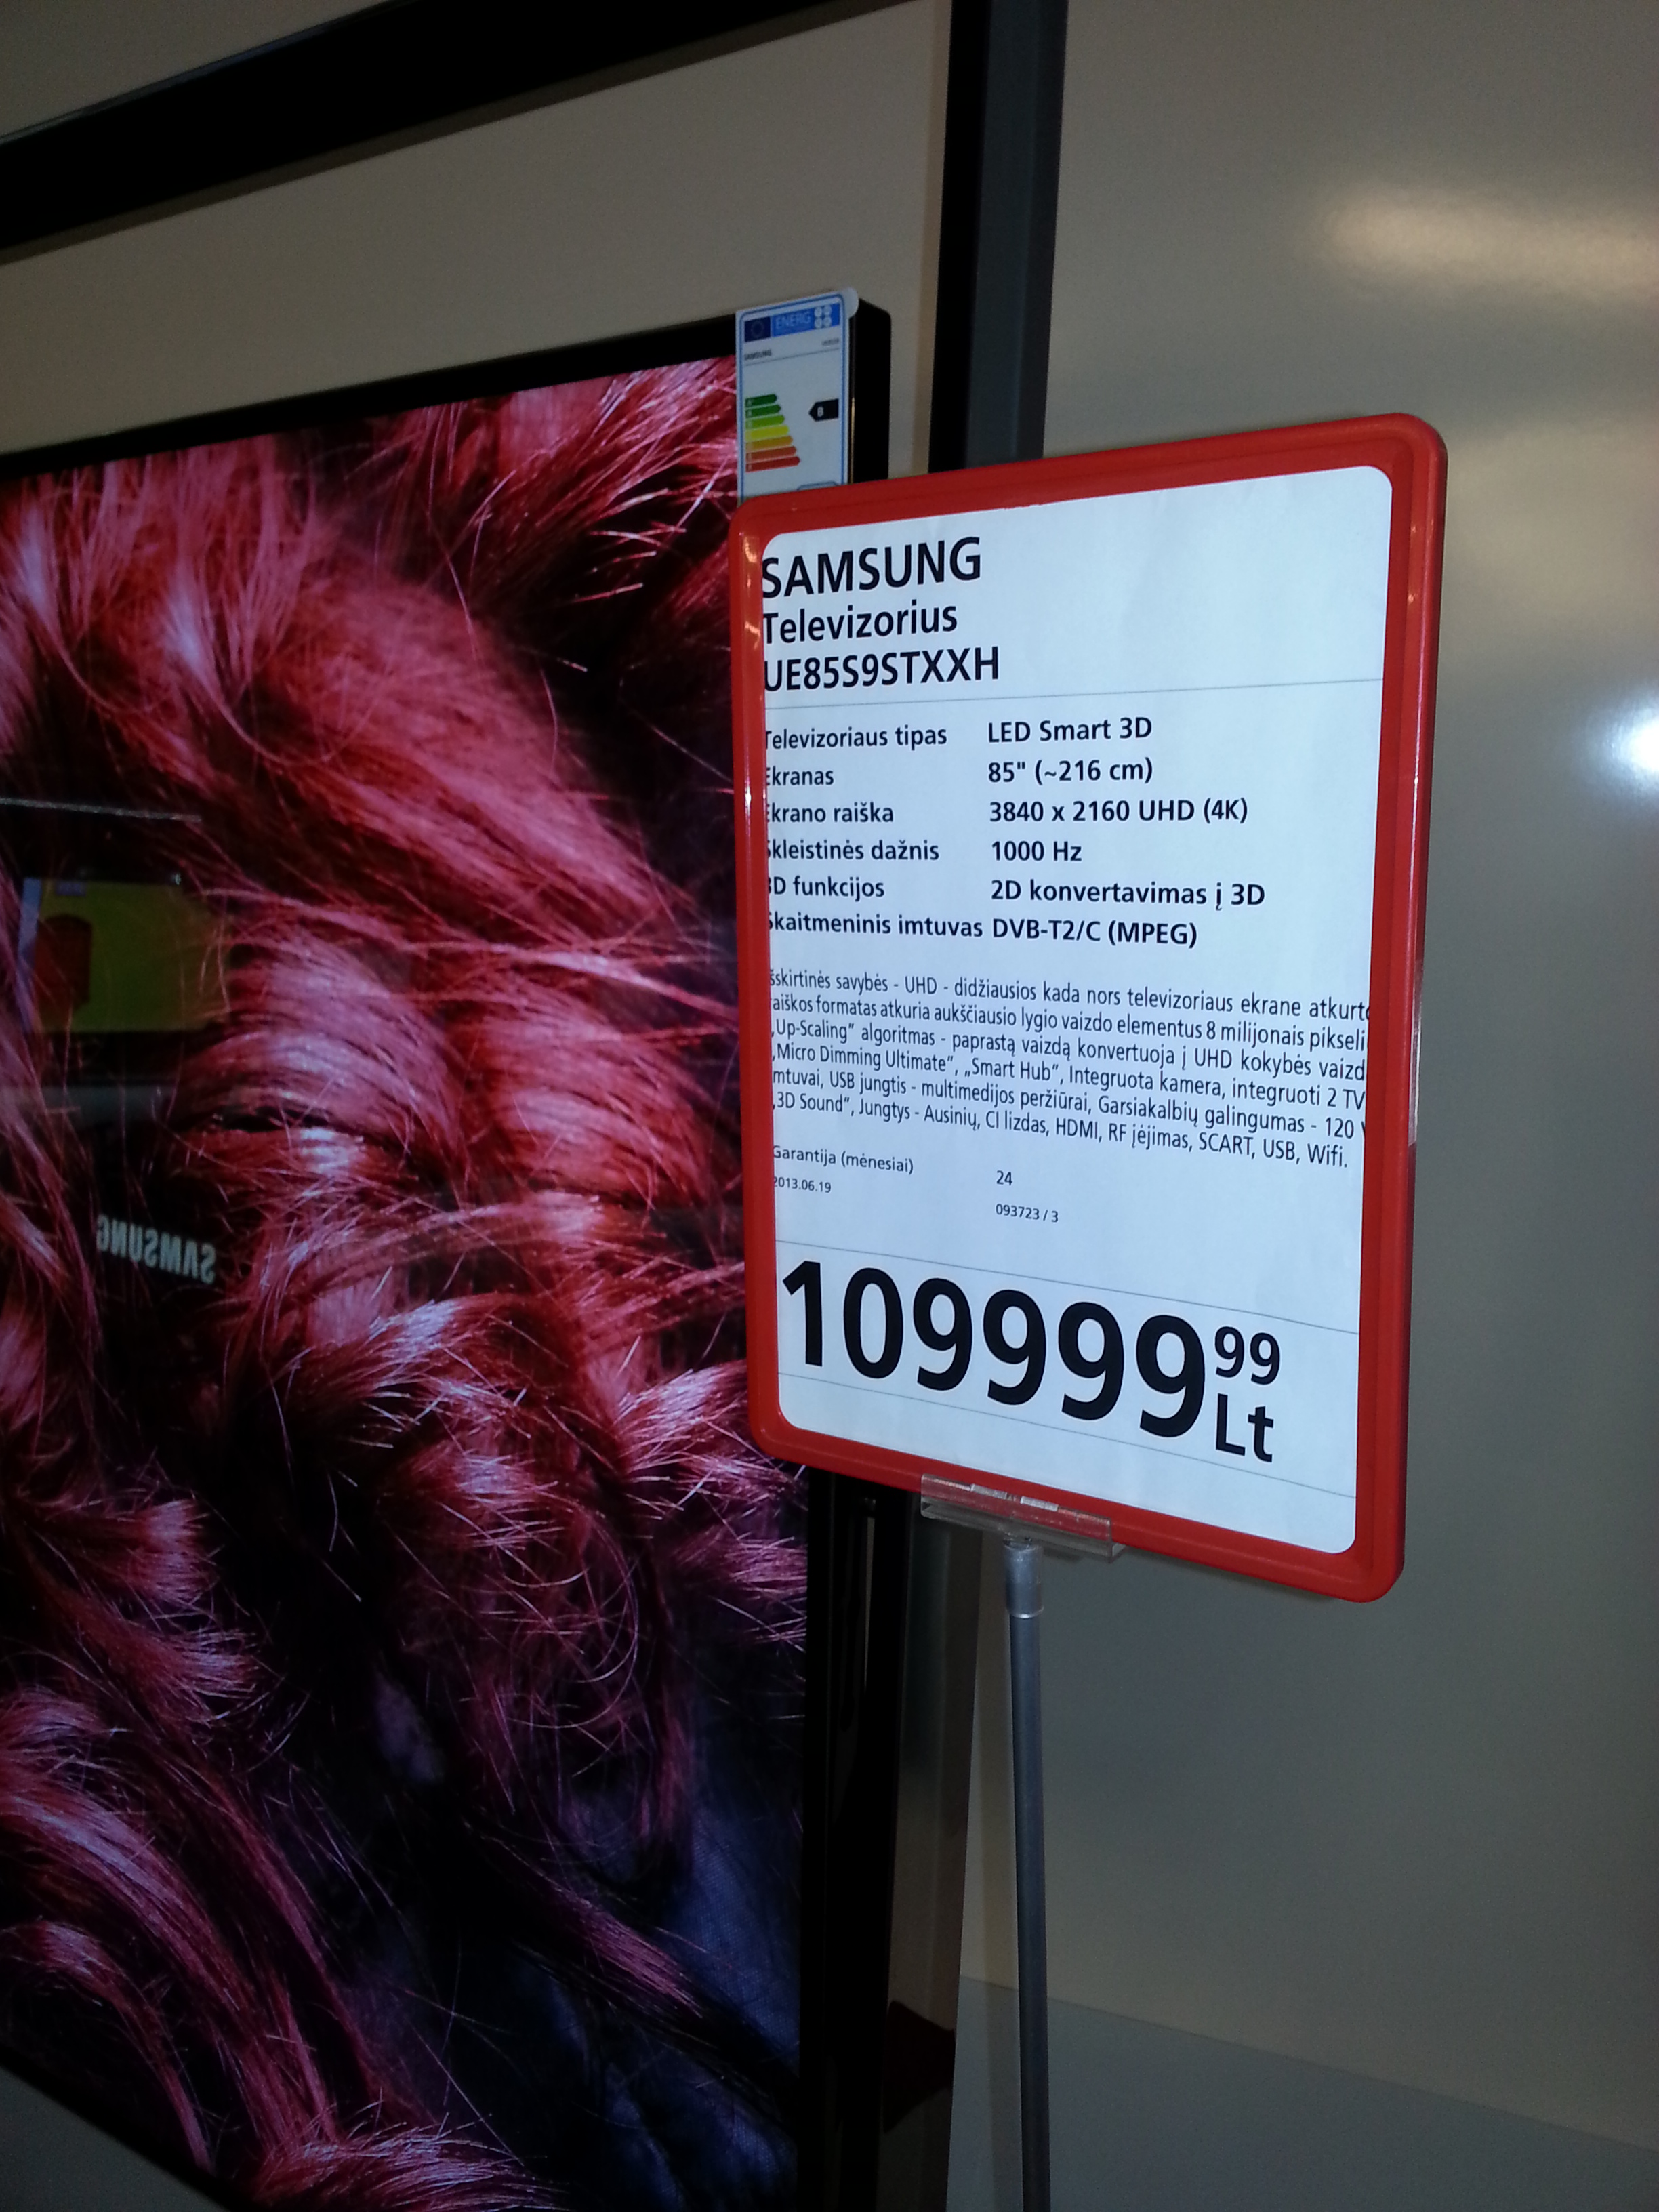 ENERG
SAMSUNG
B
SAMSUNG
Televizorius
UE85S9STXXH
Televizoriaus tipas LED Smart 3D
Ekranas 85" (~216 cm)
Ekrano raiška 3840 x 2160 UHD (4K)
Skleistinės dažnis 1000 Hz
3D funkcijos 2D konvertavimas į 3D
Skaitmeninis imtuvas DVB-T2/C (MPEG)
Išskirtinės savybės - UHD - didžiausios kada nors televizoriaus ekrane atkurto
raiškos formatas atkuria aukščiausio lygio vaizdo elementus 8 milijonais pikseli
„Up-Scaling” algoritmas - paprastą vaizdą konvertuoja į UHD kokybės vaizd
„Micro Dimming Ultimate”, „Smart Hub”, Integruota kamera, integruoti 2 TV
imtuvai, USB jungtis - multimedijos peržiūrai, Garsiakalbių galingumas - 120
„3D Sound”, Jungtys - Ausinių, CI lizdas, HDMI, RF įėjimas, SCART, USB, Wifi.
Garantija (mėnesiai) 24
2013.06.19 093723 / 3
109999 99
Lt
SAMSUNG